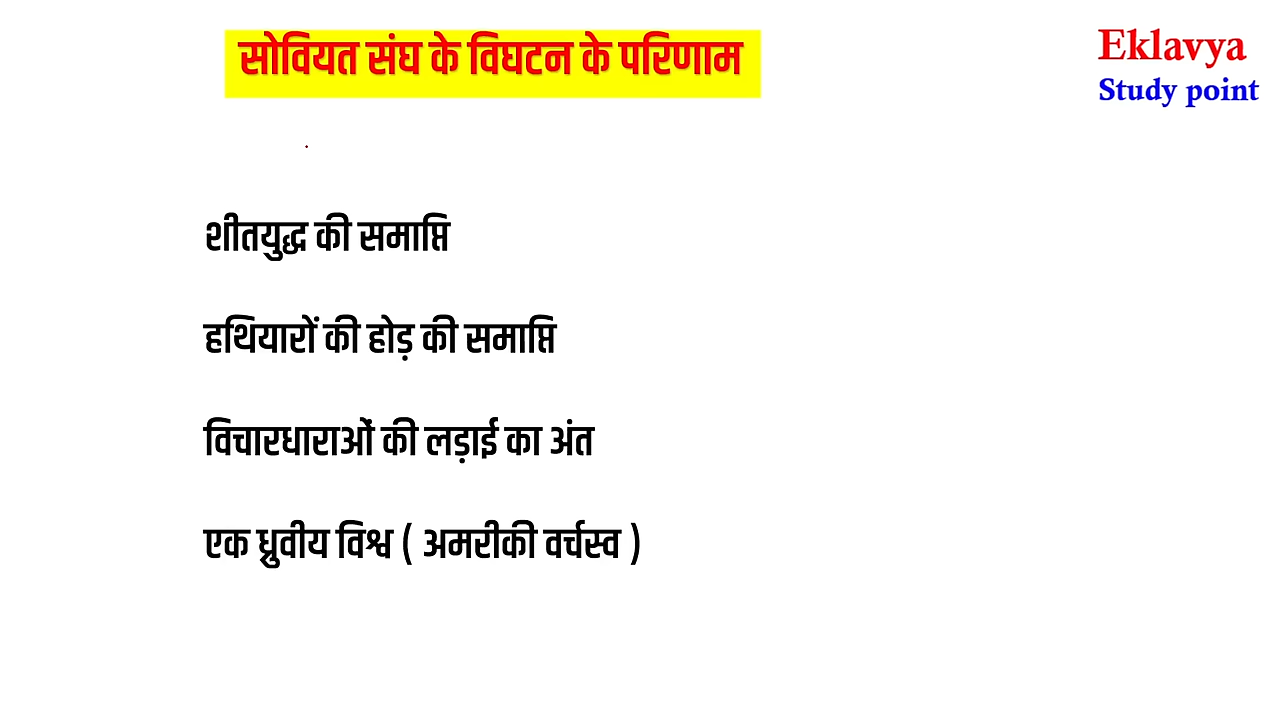 सोवियत संघ के विघटन के परिणाम
Eklavya
Study point
शीतयुद्ध की समाप्ति
हथियारों की होड़ की समाप्ति
विचारधाराओं की लड़ाई का अंत
एक ध्रुवीय विश्व ( अमरीकी वर्चस्व )